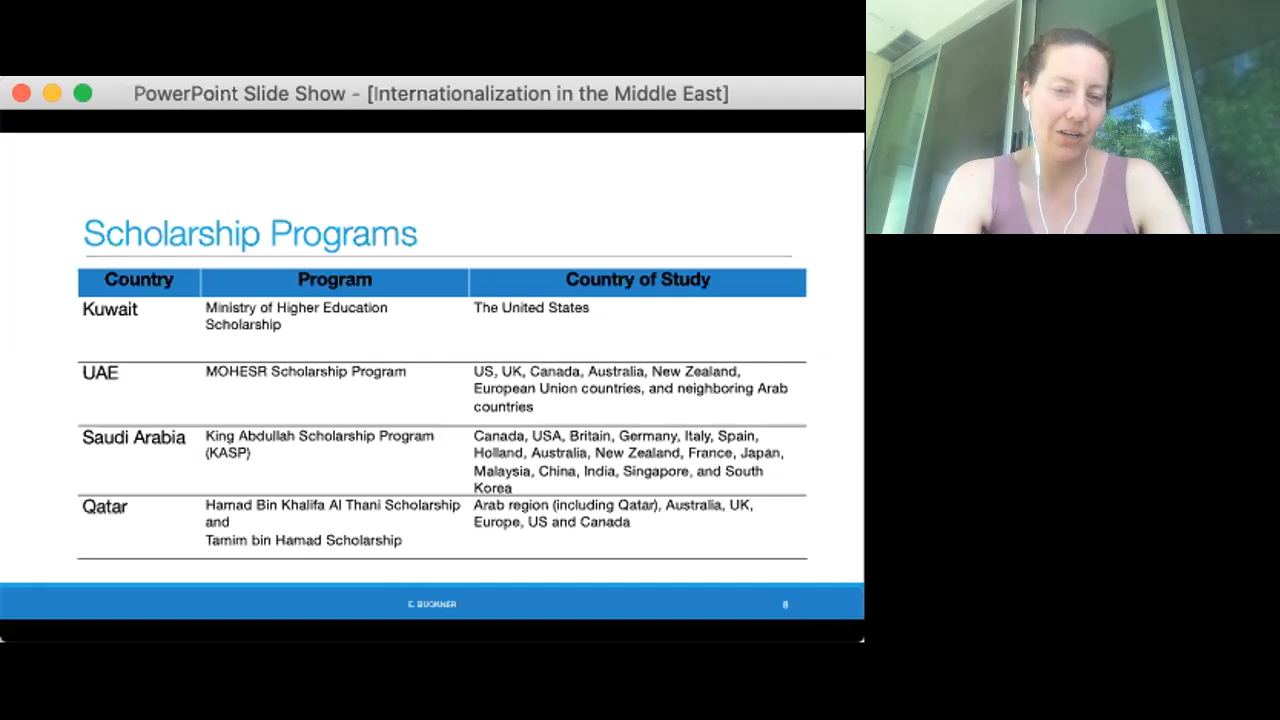 PowerPoint Slide Show - [Internationalization in the Middle East]
Scholarship Programs
Country Program Country of Study
Kuwait Ministry of Higher Education The United States
Scholarship
UAE MOHESR Scholarship Program US, UK, Canada, Australia, New Zealand,
European Union countries, and neighboring Arab
countries
Saudi Arabia King Abdullah Scholarship Program Canada, USA, Britain, Germany, Italy, Spain,
(KASP) Holland, Australia, New Zealand, France, Japan,
Malaysia, China, India, Singapore, and South
Korea
Qatar Hamad Bin Khalifa Al Thani Scholarship Arab region (including Qatar), Australia, UK,
and Europe, US and Canada
Tamim bin Hamad Scholarship
E. BUCKNER 8